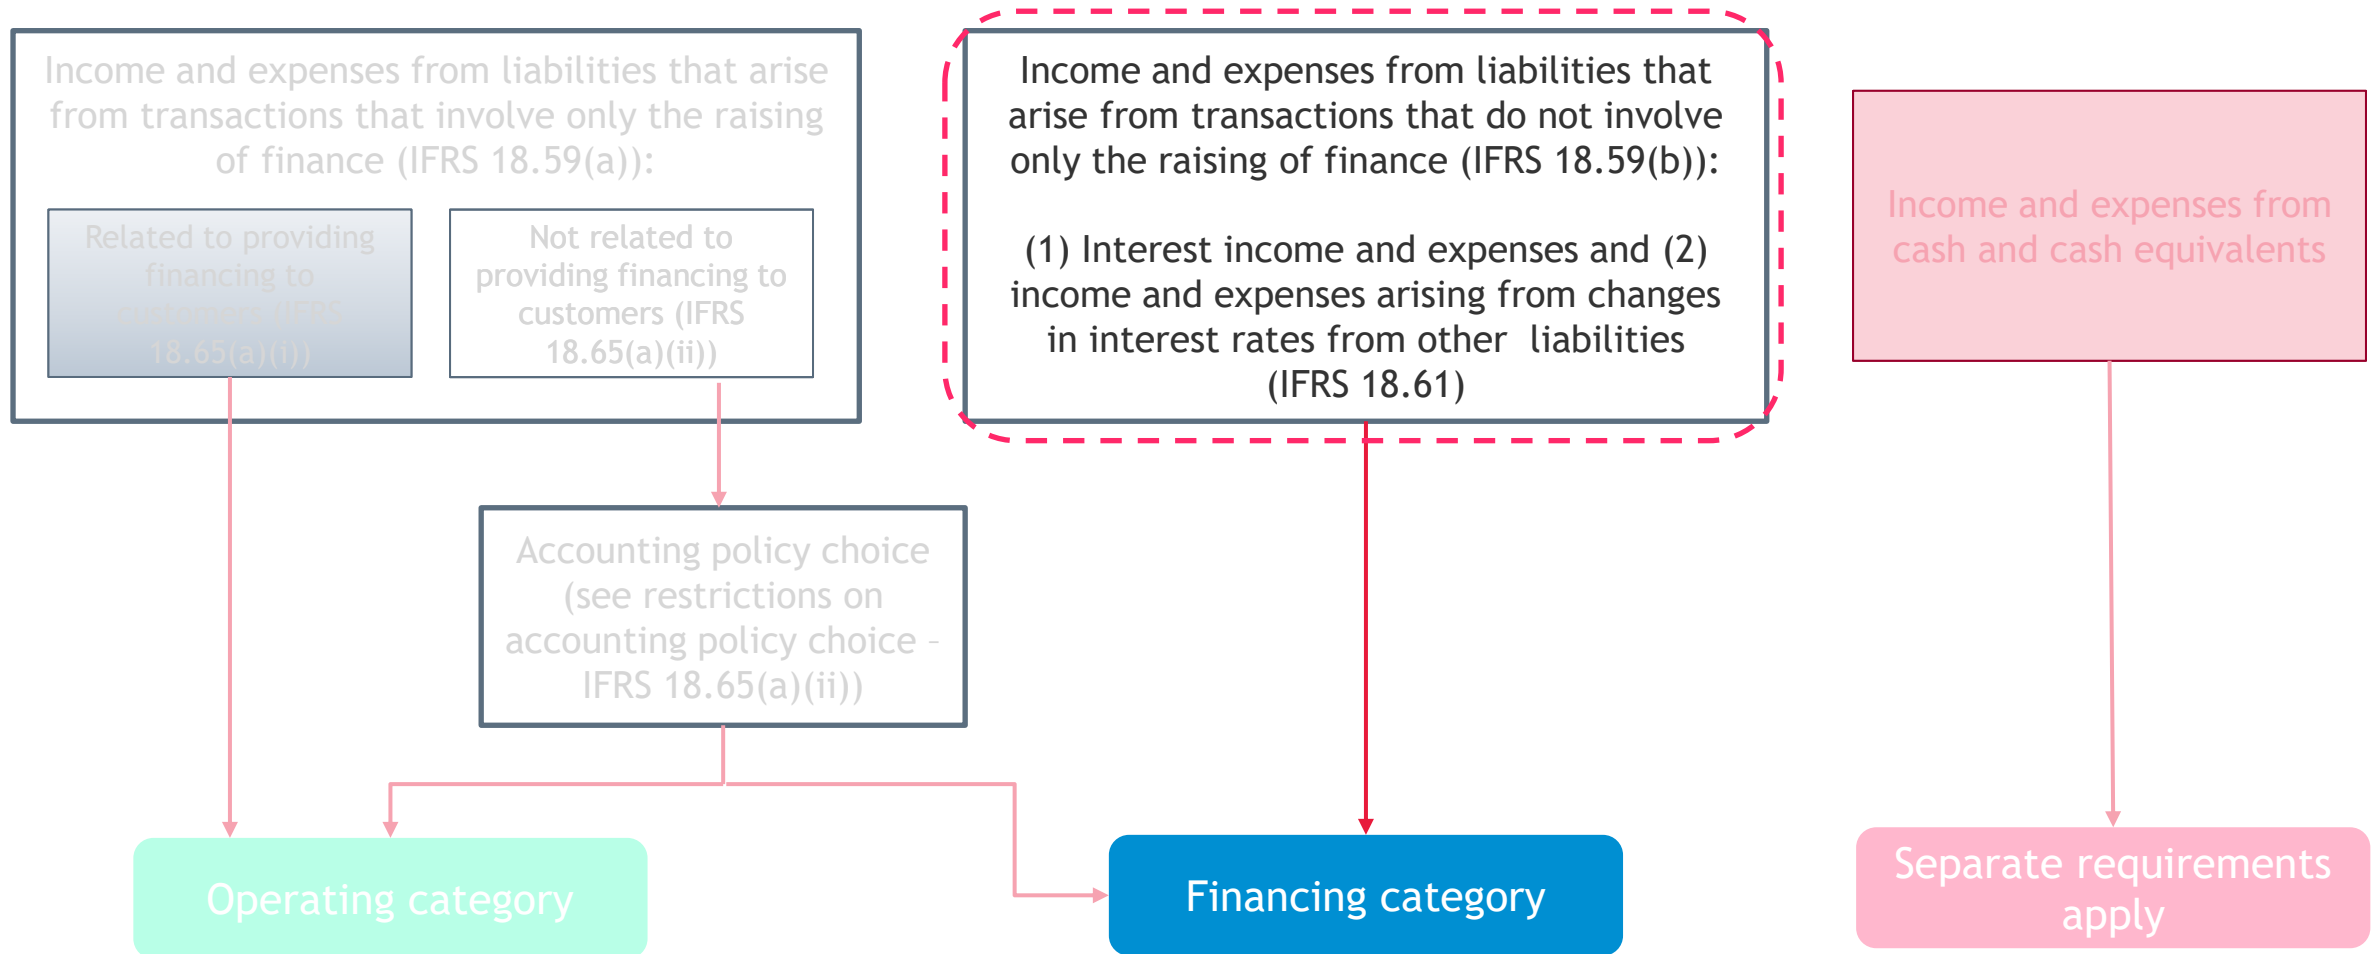 Income and expenses from liabilities that arise
from transactions that involve only the raising
of finance (IFRS 18.59(a)):
Related to providing
financing to
customers (IFRS
18.65(a)(i))
Not related to
providing financing to
customers (IFRS
18.65(a)(ii))
Income and expenses from liabilities that
arise from transactions that do not involve
only the raising of finance (IFRS 18.59(b)):
(1) Interest income and expenses and (2)
income and expenses arising from changes
in interest rates from other  liabilities
(IFRS 18.61)
Income and expenses from
cash and cash equivalents
Accounting policy choice
(see restrictions on
accounting policy choice –
IFRS 18.65(a)(ii))
Operating category
Financing category
Separate requirements
apply